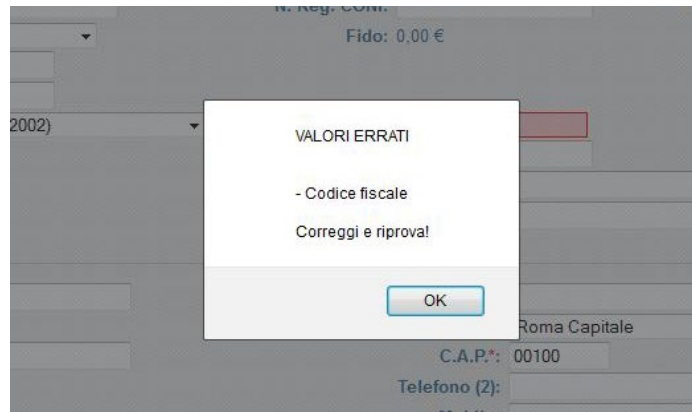 N. Reg. CONI:
Fido: 0,00 €
2002)
VALORI ERRATI
- Codice fiscale
Correggi e riprova!
OK
Roma Capitale
C.A.P.*: 00100
Telefono (2):